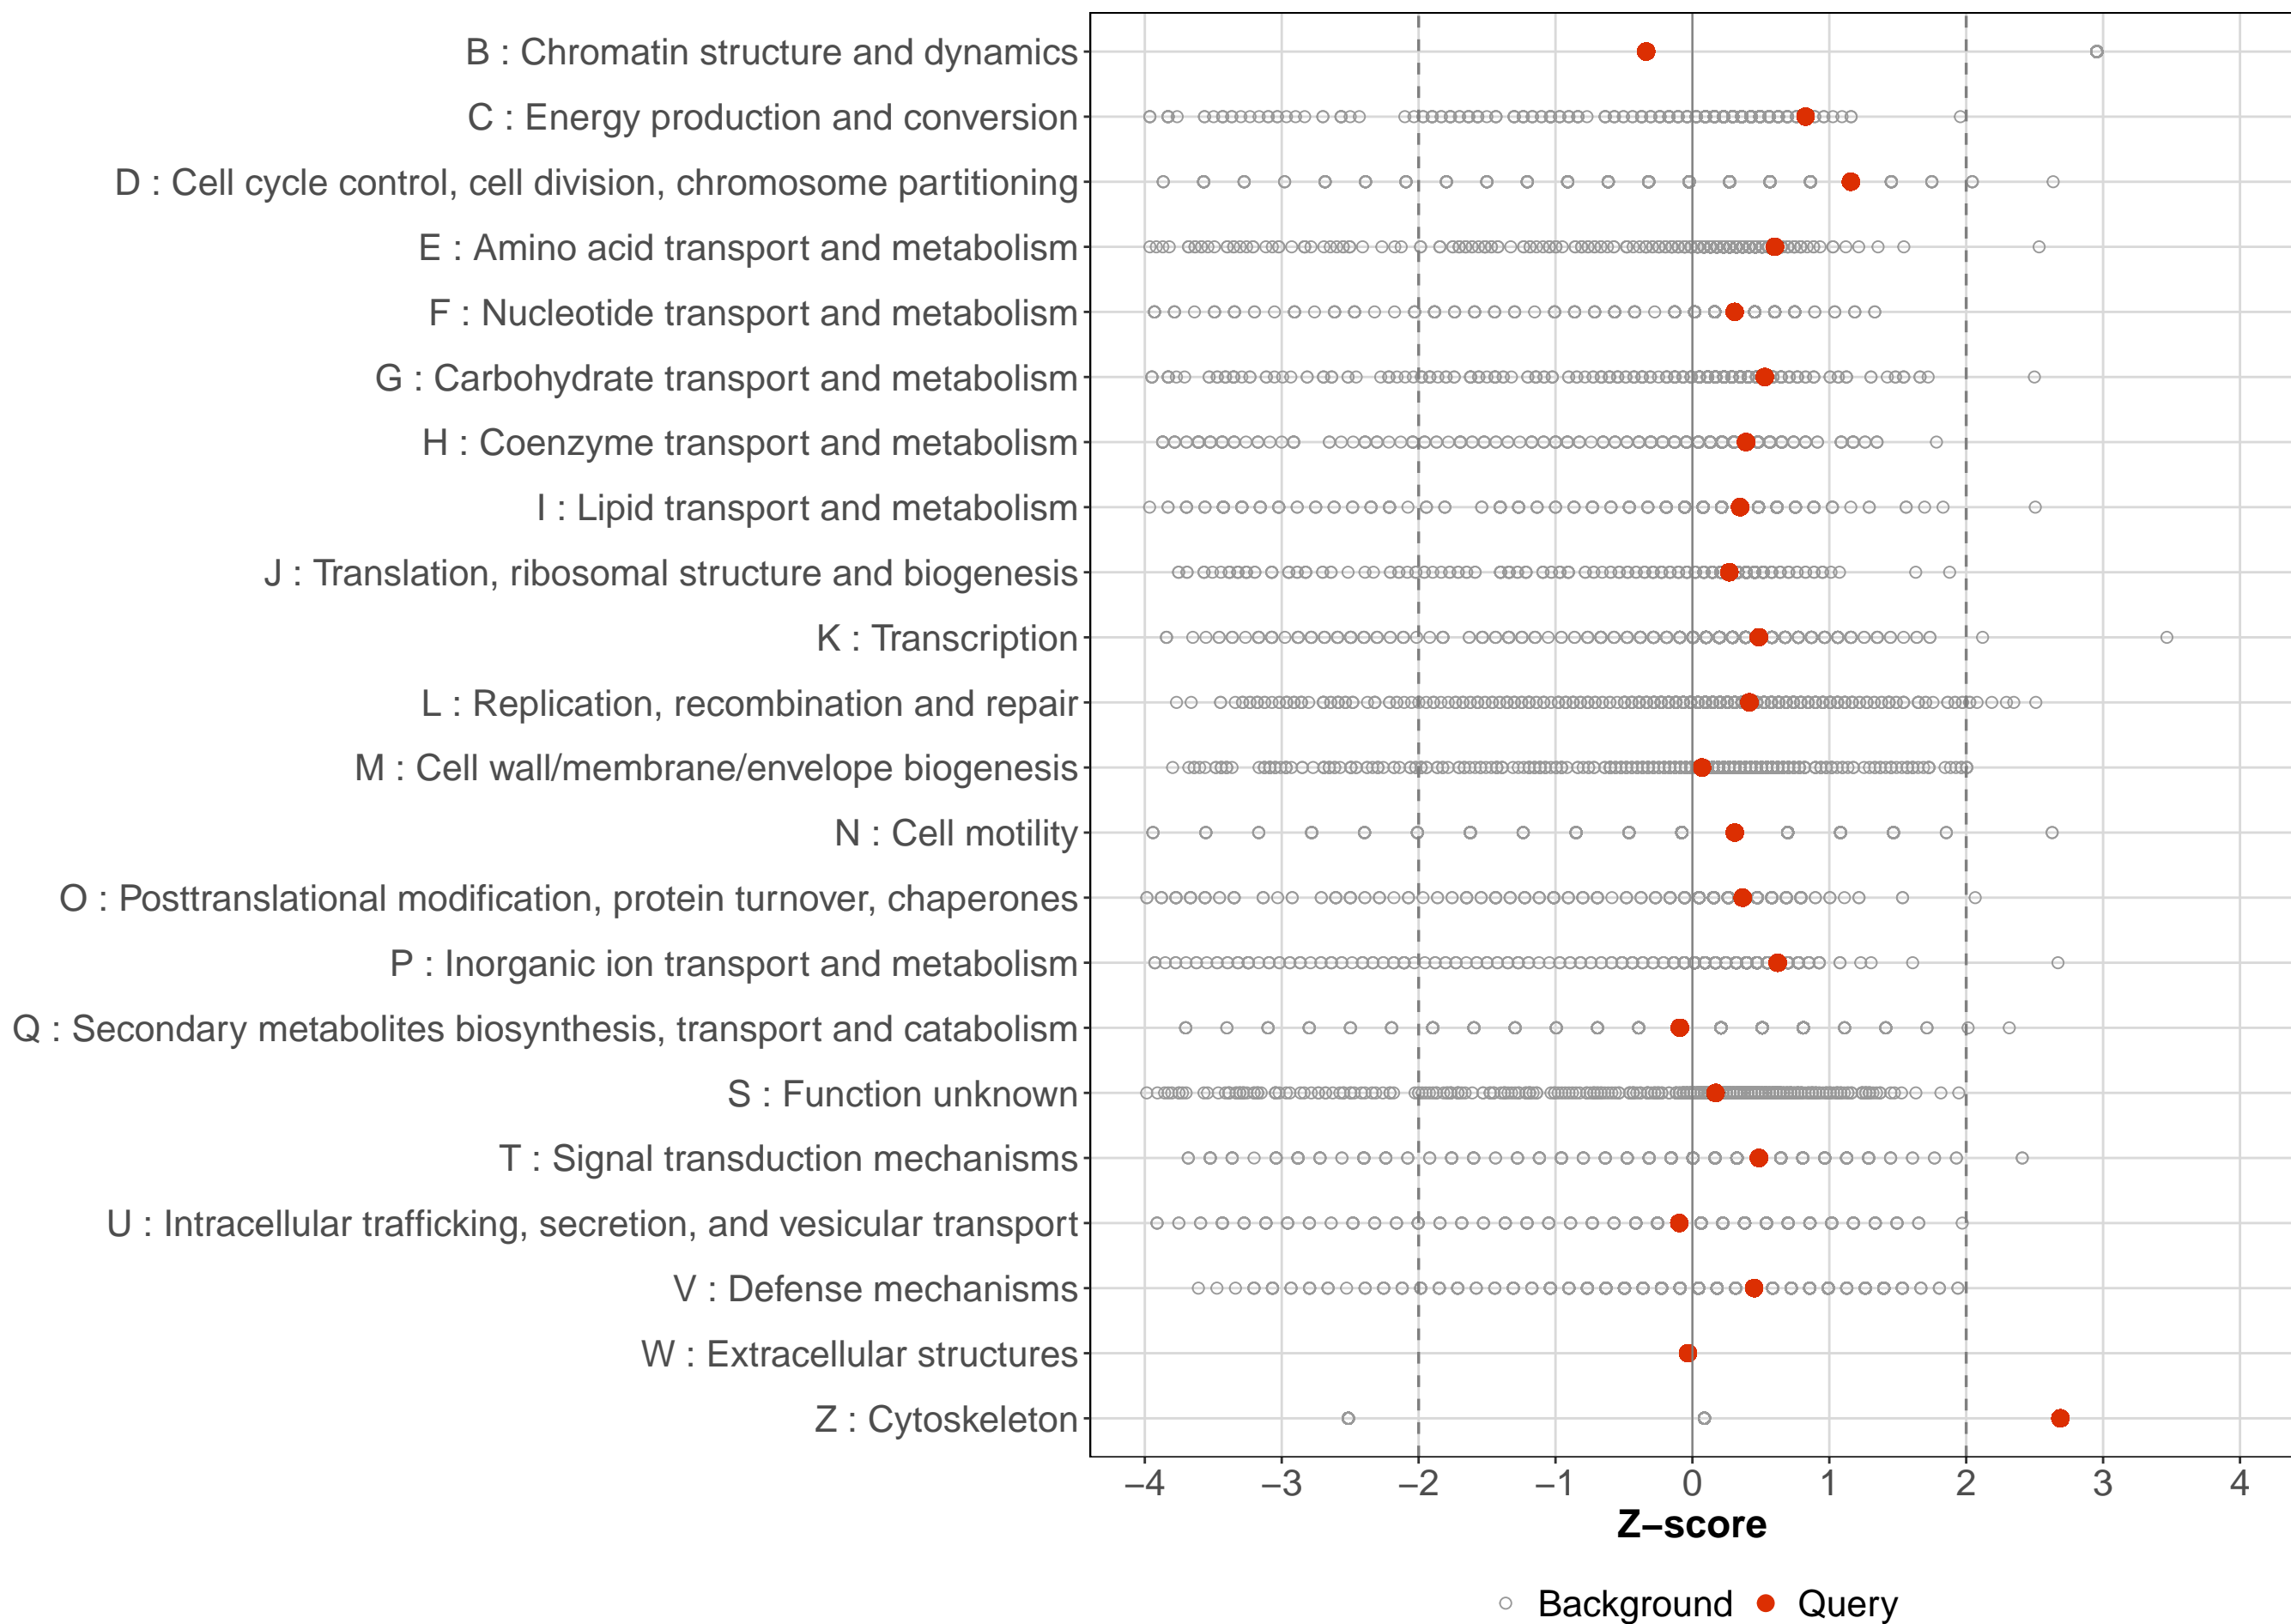 B : Chromatin structure and dynamics
C : Energy production and conversion
D : Cell cycle control, cell division, chromosome partitioning
E : Amino acid transport and metabolism
F : Nucleotide transport and metabolism
G : Carbohydrate transport and metabolism
H : Coenzyme transport and metabolism
I : Lipid transport and metabolism
J : Translation, ribosomal structure and biogenesis
K : Transcription
L : Replication, recombination and repair
M : Cell wall/membrane/envelope biogenesis
N : Cell motility
O : Posttranslational modification, protein turnover, chaperones
P : Inorganic ion transport and metabolism
Q : Secondary metabolites biosynthesis, transport and catabolism
S : Function unknown
T : Signal transduction mechanisms
U : Intracellular trafficking, secretion, and vesicular transport
V : Defense mechanisms
W : Extracellular structures
Z : Cytoskeleton
−4 −3 −2 −1 0 1 2 3 4
Z−score
Background Query